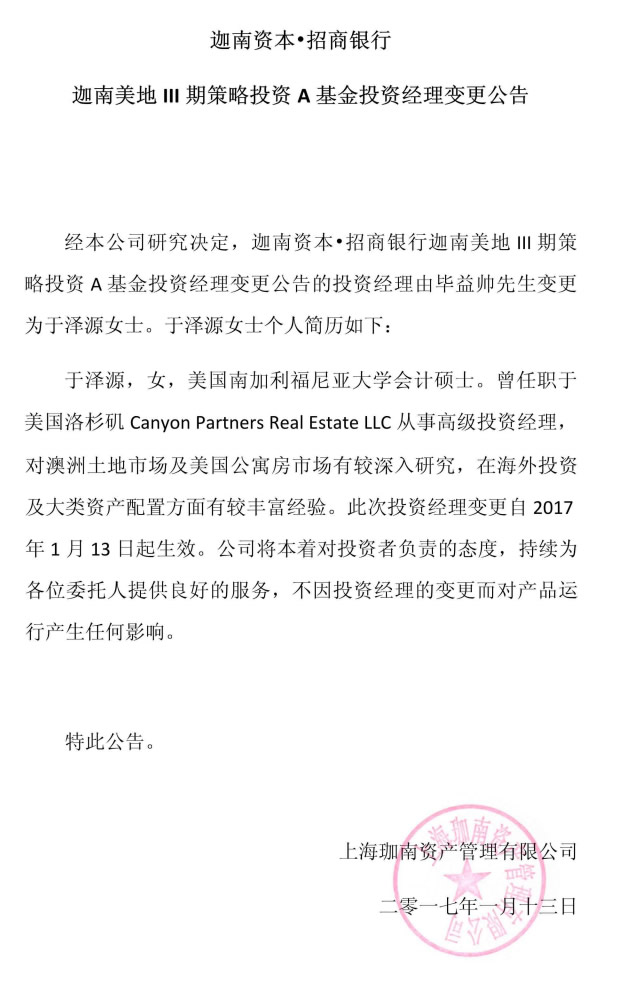 迦南资本•招商银行
迦南美地 III 期策略投资 A 基金投资经理变更公告
经本公司研究决定，迦南资本•招商银行迦南美地 III 期策
略投资 A 基金投资经理变更公告的投资经理由毕益帅先生变更
为于泽源女士。于泽源女士个人简历如下：
于泽源，女，美国南加利福尼亚大学会计硕士。曾任职于
美国洛杉矶 Canyon Partners Real Estate LLC 从事高级投资经理，
对澳洲土地市场及美国公寓房市场有较深入研究，在海外投资
及大类资产配置方面有较丰富经验。此次投资经理变更自 2017
年 1 月 13 日起生效。公司将本着对投资者负责的态度，持续为
各位委托人提供良好的服务，不因投资经理的变更而对产品运
行产生任何影响。
特此公告。
上海珈南资产管理有限公司
上海珈南资产管理有限公司
二零一七年一月十三日